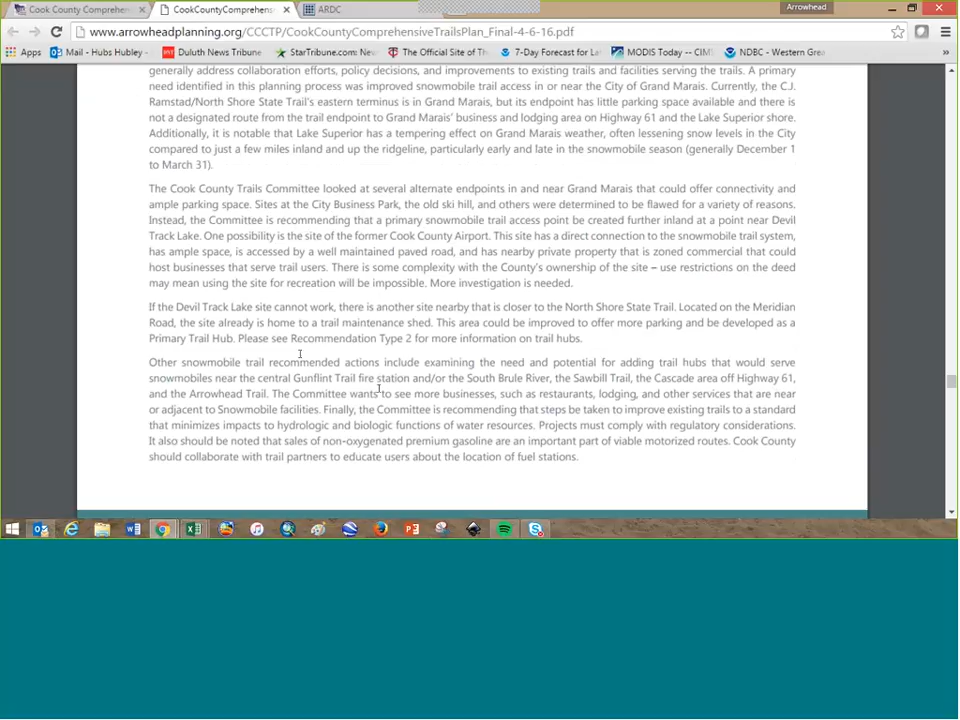 Cook County Comprehen
CookCountyComprehens
ARDC
Arrowhead
www.arrowheadplanning.org/CCCTP/CookCountyComprehensiveTrailsPlan_Final-4-6-16.pdf
Apps
Mail - Hubs Hubley -
Duluth News Tribune
StarTribune.com: New
The Official Site of Th
7-Day Forecast for La
MODIS Today -- CIMS
NDBC - Western Grea
generally address collaboration efforts, policy decisions, and improvements to existing trails and facilities serving the trails. A primary
need identified in this planning process was improved snowmobile trail access in or near the City of Grand Marais. Currently, the C.J.
Ramstad/North Shore State Trail's eastern terminus is in Grand Marais, but its endpoint has little parking space available and there is
not a designated route from the trail endpoint to Grand Marais' business and lodging area on Highway 61 and the Lake Superior shore.
Additionally, it is notable that Lake Superior has a tempering effect on Grand Marais weather, often lessening snow levels in the City
compared to just a few miles inland and up the ridgeline, particularly early and late in the snowmobile season (generally December 1
to March 31).
The Cook County Trails Committee looked at several alternate endpoints in and near Grand Marais that could offer connectivity and
ample parking space. Sites at the City Business Park, the old ski hill, and others were determined to be flawed for a variety of reasons.
Instead, the Committee is recommending that a primary snowmobile trail access point be created further inland at a point near Devil
Track Lake. One possibility is the site of the former Cook County Airport. This site has a direct connection to the snowmobile trail system,
has ample space, is accessed by a well maintained paved road, and has nearby private property that is zoned commercial that could
host businesses that serve trail users. There is some complexity with the County's ownership of the site – use restrictions on the deed
may mean using the site for recreation will be impossible. More investigation is needed.
If the Devil Track Lake site cannot work, there is another site nearby that is closer to the North Shore State Trail. Located on the Meridian
Road, the site already is home to a trail maintenance shed. This area could be improved to offer more parking and be developed as a
Primary Trail Hub. Please see Recommendation Type 2 for more information on trail hubs.
Other snowmobile trail recommended actions include examining the need and potential for adding trail hubs that would serve
snowmobiles near the central Gunflint Trail fire station and/or the South Brule River, the Sawbill Trail, the Cascade area off Highway 61,
and the Arrowhead Trail. The Committee wants to see more businesses, such as restaurants, lodging, and other services that are near
or adjacent to Snowmobile facilities. Finally, the Committee is recommending that steps be taken to improve existing trails to a standard
that minimizes impacts to hydrologic and biologic functions of water resources. Projects must comply with regulatory considerations.
It also should be noted that sales of non-oxygenated premium gasoline are an important part of viable motorized routes. Cook County
should collaborate with trail partners to educate users about the location of fuel stations.